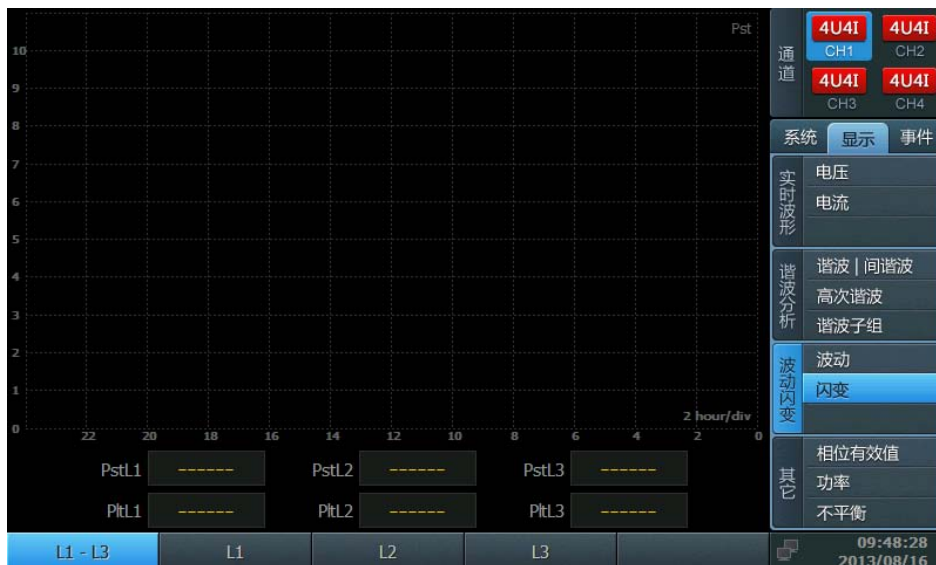 Pst
10
9
8
7
6
5
4
3
2
1
0
2 hour/div
22 20 18 16 14 12 10 8 6 4 2 0
PstL1 ------ PstL2 ------ PstL3 ------
PltL1 ------ PltL2 ------ PltL3 ------
L1 - L3 L1 L2 L3
通道
4U4I 4U4I
CH1 CH2
4U4I 4U4I
CH3 CH4
系统 显示 事件
实时波形
电压
电流
谐波分析
谐波 | 间谐波
高次谐波
谐波子组
波动闪变
波动
闪变
其它
相位有效值
功率
不平衡
09:48:28
2013/08/16